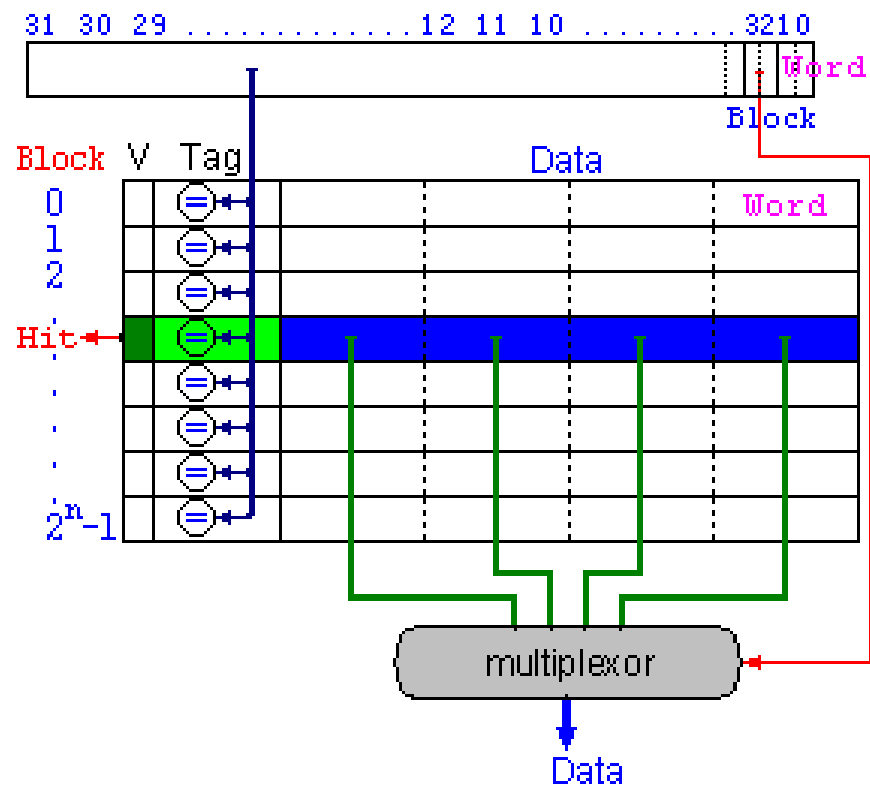 31 30 29 ..................12 11 10 ...............3210
Word
Block
Block V Tag Data
0 Word
1
2
Hit
2ⁿ-1
multiplexor
Data